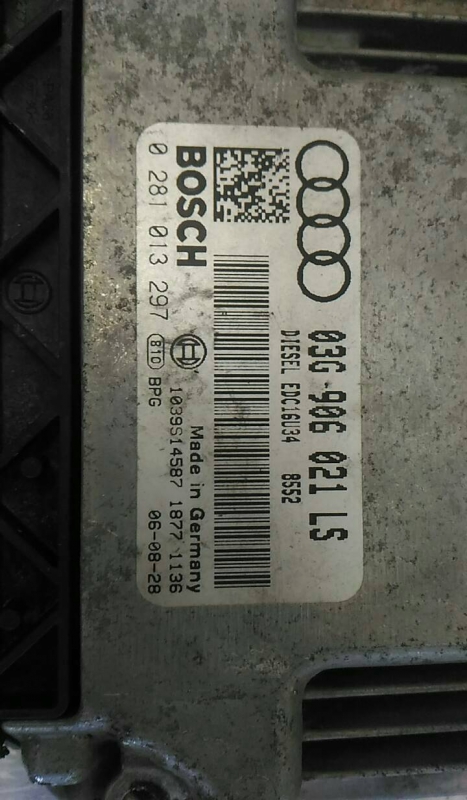 03G 906 021 LS
DIESEL EDC16U34 8552
BOSCH
0 281 013 297
810 BPG
Made in Germany
1039S14587 1877 1136
06-08-28